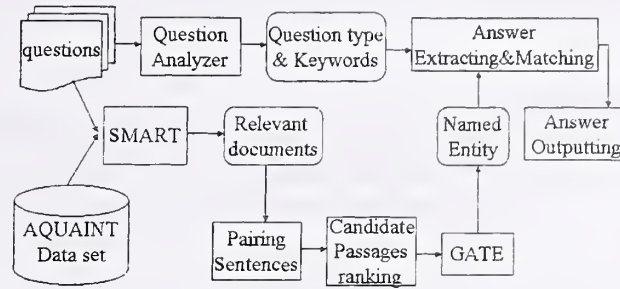 questions
Question
Analyzer
Question type
& Keywords
Answer
Extracting&Matching
SMART
Relevant
documents
Named
Entity
Answer
Outputting
AQUAINT
Data set
Pairing
Sentences
Candidate
Passages
ranking
GATE